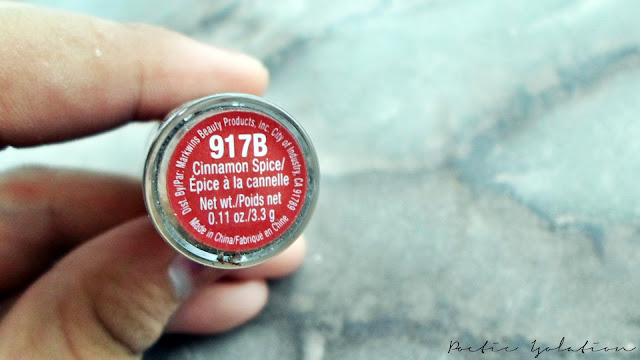 Dist. By/Par: Markwins Beauty Products, Inc. City of Industry, CA 91789
917B
Cinnamon Spice/
Épice à la cannelle
Net wt./Poids net
0.11 oz./3.3 g
Made in China/Fabriqué en Chine
Poetic Isolation